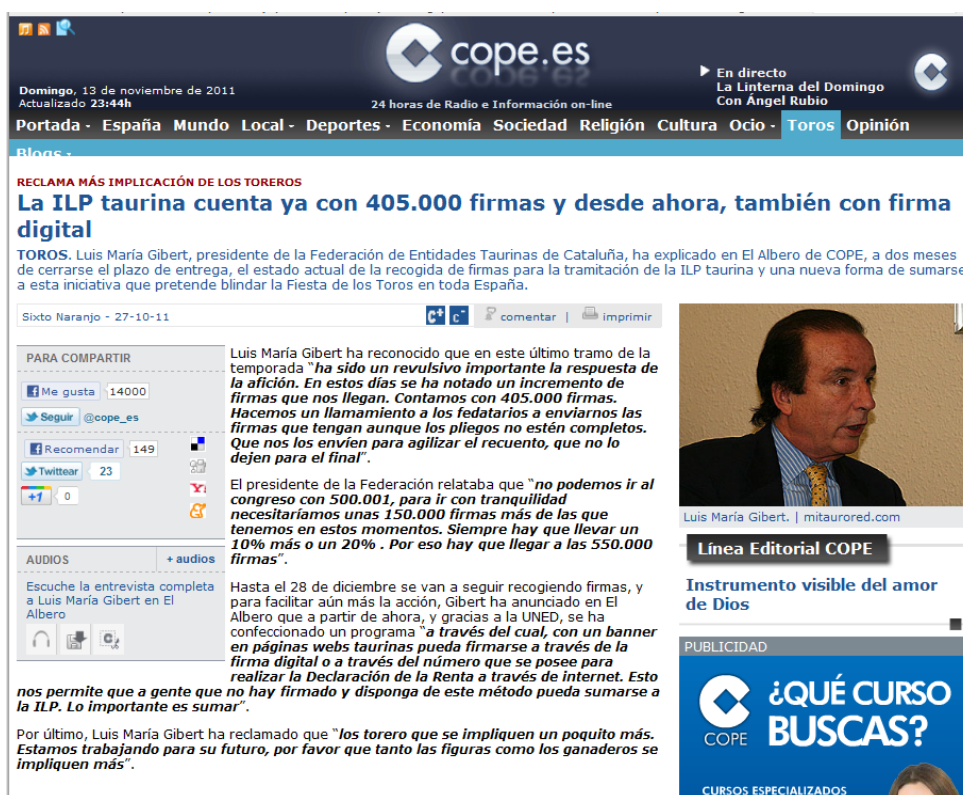 cope.es
Domingo, 13 de noviembre de 2011
Actualizado 23:44h
24 horas de Radio e Información on-line
En directo
La Linterna del Domingo
Con Ángel Rubio
Portada España Mundo Local Deportes Economía Sociedad Religión Cultura Ocio Toros Opinión
Blogs
RECLAMA MÁS IMPLICACIÓN DE LOS TOREROS
La ILP taurina cuenta ya con 405.000 firmas y desde ahora, también con firma
digital
TOROS. Luis María Gibert, presidente de la Federación de Entidades Taurinas de Cataluña, ha explicado en El Albero de COPE, a dos meses
de cerrarse el plazo de entrega, el estado actual de la recogida de firmas para la tramitación de la ILP taurina y una nueva forma de sumarse
a esta iniciativa que pretende blindar la Fiesta de los Toros en toda España.
Sixto Naranjo - 27-10-11
C+ c- comentar | imprimir
PARA COMPARTIR
Me gusta 14000
Seguir @cope_es
Recomendar 149
Twittear 23
+1 0
AUDIOS + audios
Escuche la entrevista completa
a Luis María Gibert en El
Albero
Luis María Gibert ha reconocido que en este último tramo de la
temporada "ha sido un revulsivo importante la respuesta de
la afición. En estos días se ha notado un incremento de
firmas que nos llegan. Contamos con 405.000 firmas.
Hacemos un llamamiento a los fedatarios a enviarnos las
firmas que tengan aunque los pliegos no estén completos.
Que nos los envíen para agilizar el recuento, que no lo
dejen para el final".
El presidente de la Federación relataba que "no podemos ir al
congreso con 500.001, para ir con tranquilidad
necesitaríamos unas 150.000 firmas más de las que
tenemos en estos momentos. Siempre hay que llevar un
10% más o un 20% . Por eso hay que llegar a las 550.000
firmas".
Hasta el 28 de diciembre se van a seguir recogiendo firmas, y
para facilitar aún más la acción, Gibert ha anunciado en El
Albero que a partir de ahora, y gracias a la UNED, se ha
confeccionado un programa "a través del cual, con un banner
en páginas webs taurinas pueda firmarse a través de la
firma digital o a través del número que se posee para
realizar la Declaración de la Renta a través de internet. Esto
nos permite que a gente que no hay firmado y disponga de este método pueda sumarse a
la ILP. Lo importante es sumar".
Por último, Luis María Gibert ha reclamado que "los torero que se impliquen un poquito más.
Estamos trabajando para su futuro, por favor que tanto las figuras como los ganaderos se
impliquen más".
Luis María Gibert. | mitaurored.com
Línea Editorial COPE
Instrumento visible del amor
de Dios
PUBLICIDAD
COPE
¿QUÉ CURSO
BUSCAS?
CURSOS ESPECIALIZADOS